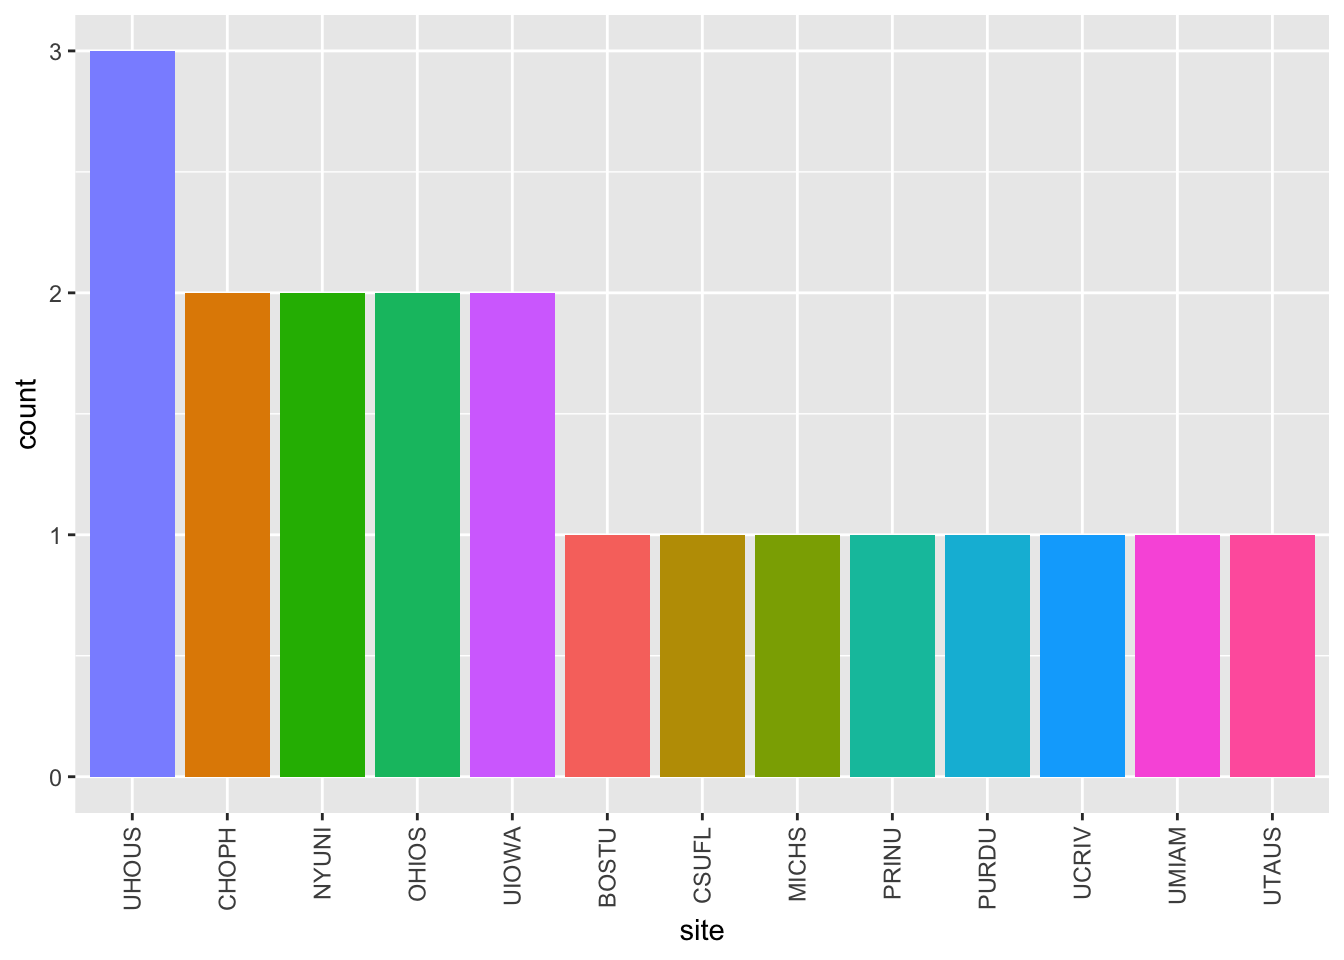 3
2
1
0
count
UHOUS
CHOPH
NYUNI
OHIOS
UIOWA
BOSTU
CSUFL
MICHS
PRINU
PURDU
UCRIV
UMIAM
UTAUS
site